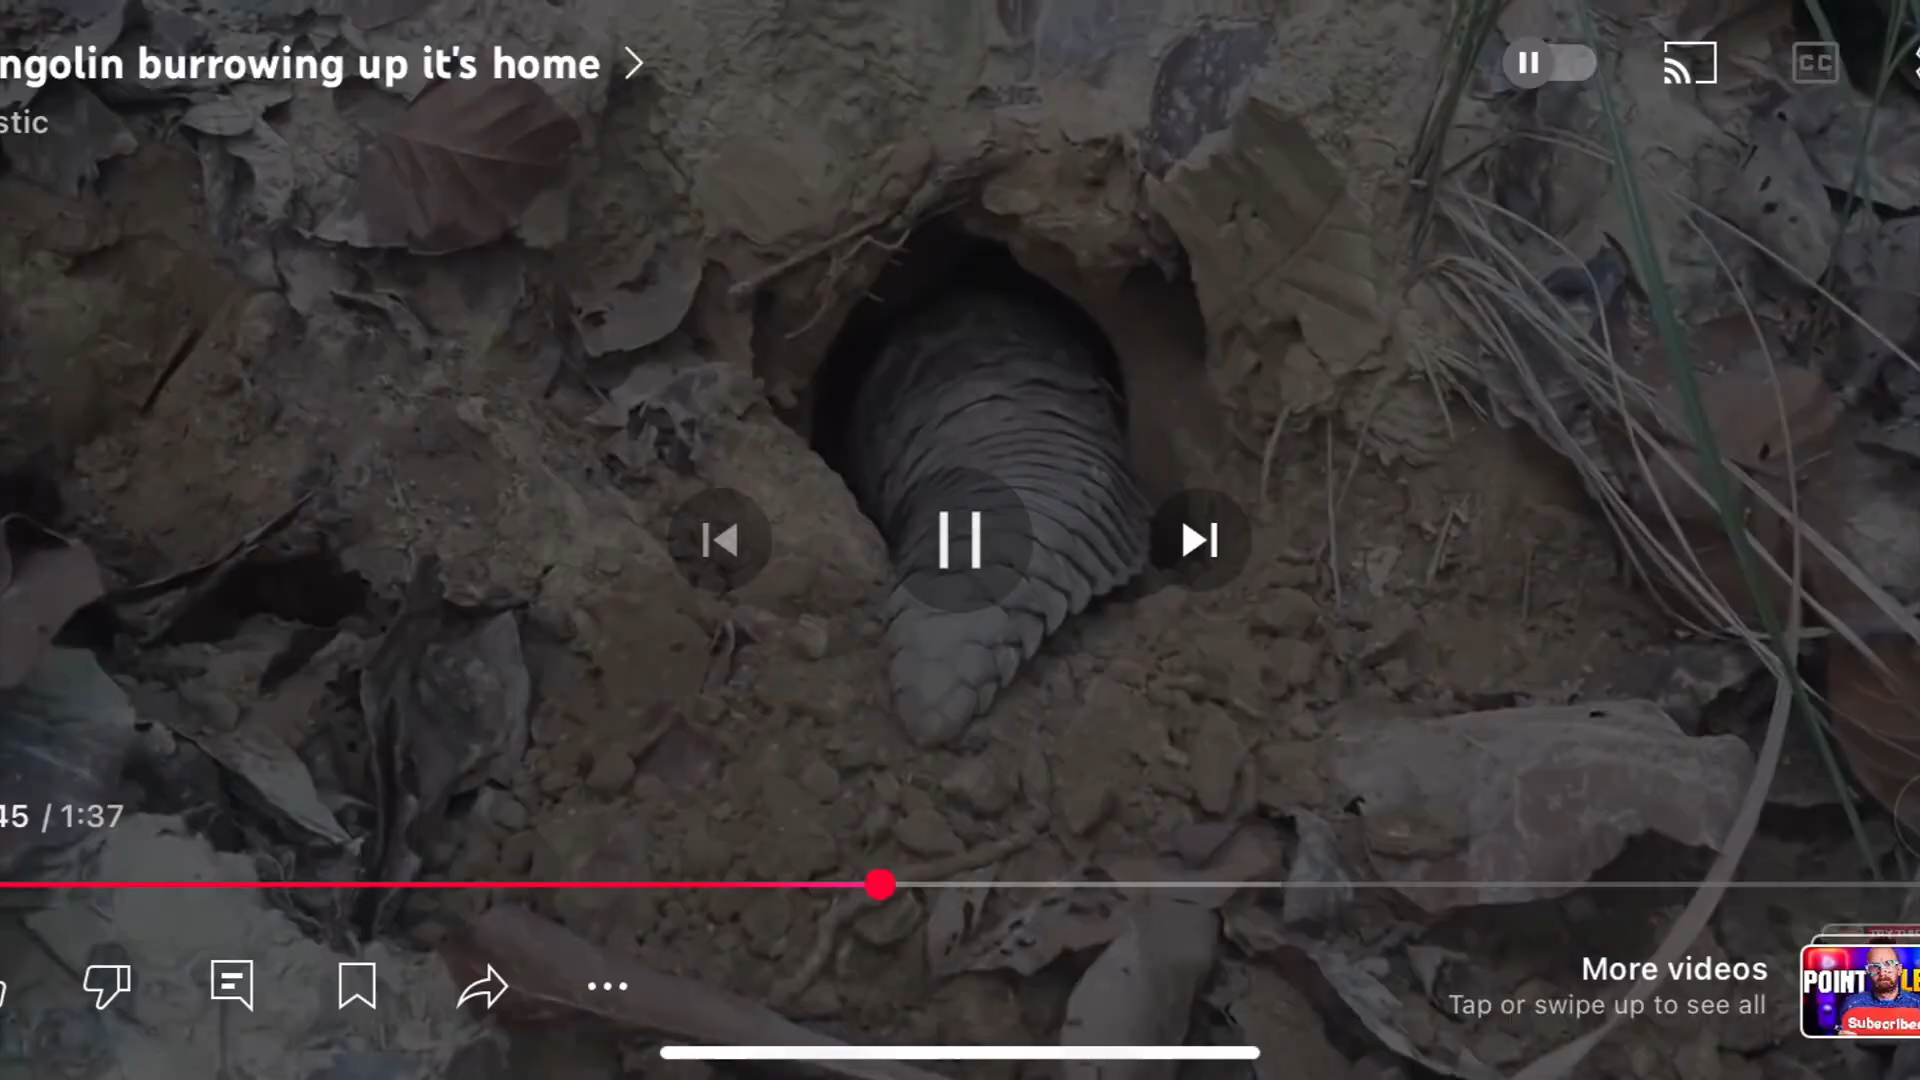 ngolin burrowing up it's home
stic
CC
45 / 1:37
More videos
Tap or swipe up to see all
POINT
Subscribe